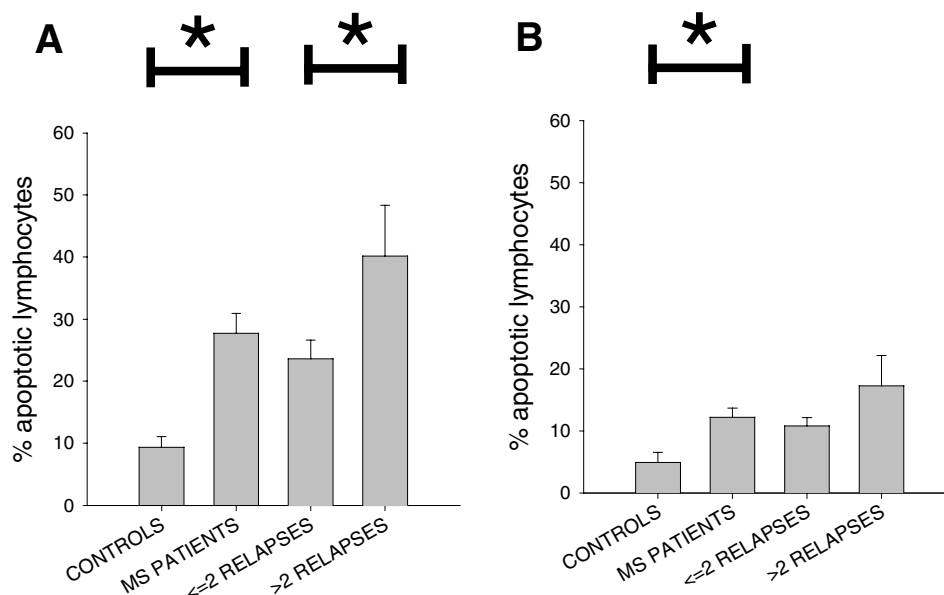 A
*
*
% apoptotic lymphocytes
60
50
40
30
20
10
0
CONTROLS
MS PATIENTS
<=2 RELAPSES
>2 RELAPSES
B
*
% apoptotic lymphocytes
60
50
40
30
20
10
0
CONTROLS
MS PATIENTS
<=2 RELAPSES
>2 RELAPSES